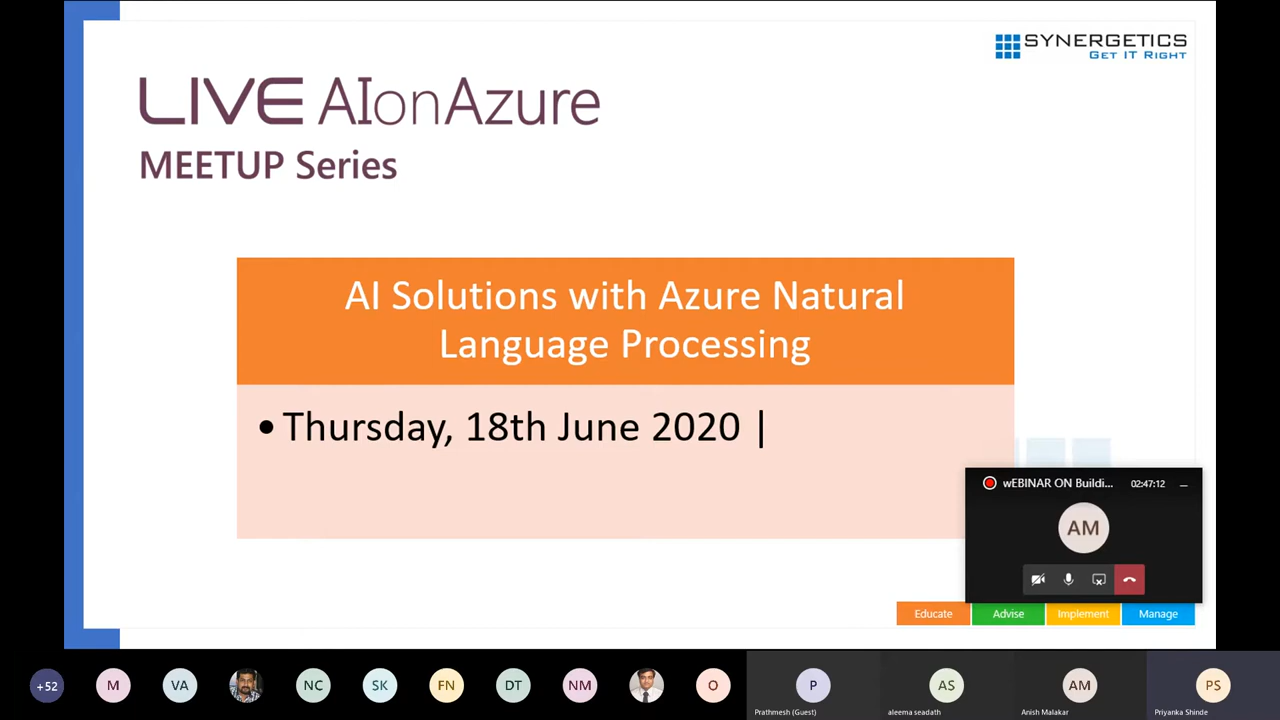 SYNERGETICS
GET IT RIGHT
LIVE AIonAzure
MEETUP Series
AI Solutions with Azure Natural
Language Processing
•Thursday, 18th June 2020 |
wEBINAR ON Buildi...
02:47:12
AM
Educate
Advise
Implement
Manage
+52
M
VA
NC
SK
FN
DT
NM
O
P
AS
AM
PS
Prathmesh (Guest)
aleema seadath
Anish Malakar
Priyanka Shinde